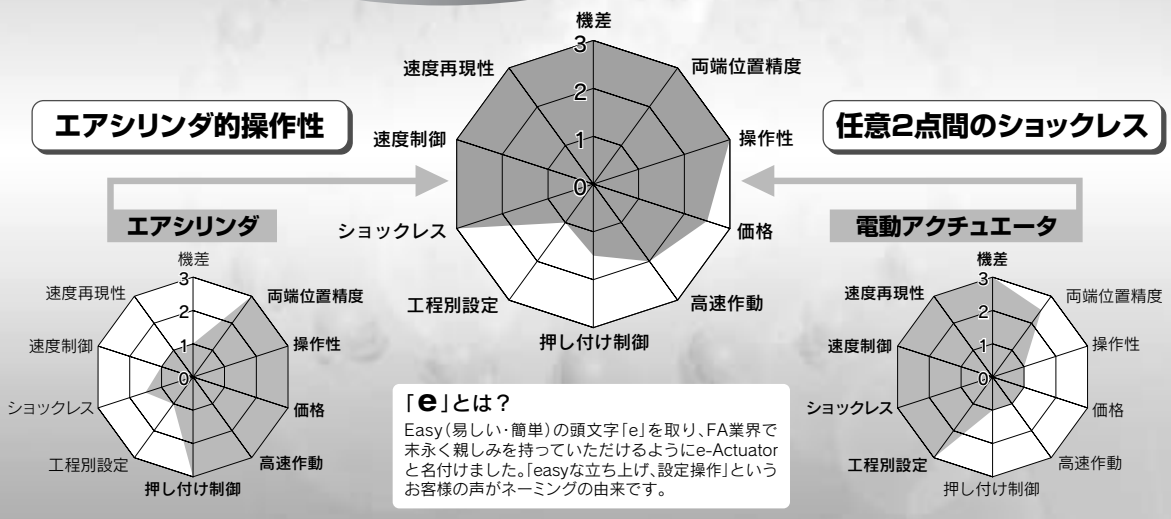 機差
両端位置精度
操作性
価格
高速作動
押し付け制御
工程別設定
ショックレス
速度制御
速度再現性
3
2
1
0
エアシリンダ的操作性
任意2点間のショックレス
エアシリンダ
機差
両端位置精度
操作性
価格
高速作動
押し付け制御
工程別設定
ショックレス
速度制御
速度再現性
3
2
1
0
「e」とは?
Easy(易しい・簡単)の頭文字「e」を取り、FA業界で
末永く親しみを持っていただけるようにe-Actuator
と名付けました。「easyな立ち上げ、設定操作」という
お客様の声がネーミングの由来です。
電動アクチュエータ
機差
両端位置精度
操作性
価格
高速作動
押し付け制御
工程別設定
ショックレス
速度制御
速度再現性
3
2
1
0